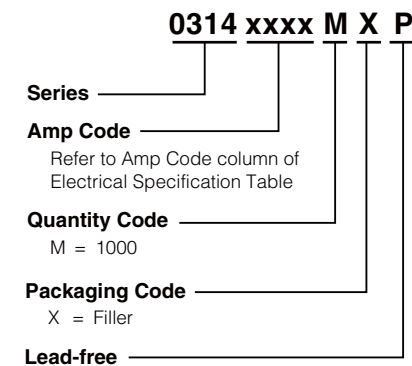 0314 xxxx M X P
Series
Amp Code
Refer to Amp Code column of
Electrical Specification Table
Quantity Code
M = 1000
Packaging Code
X = Filler
Lead-free